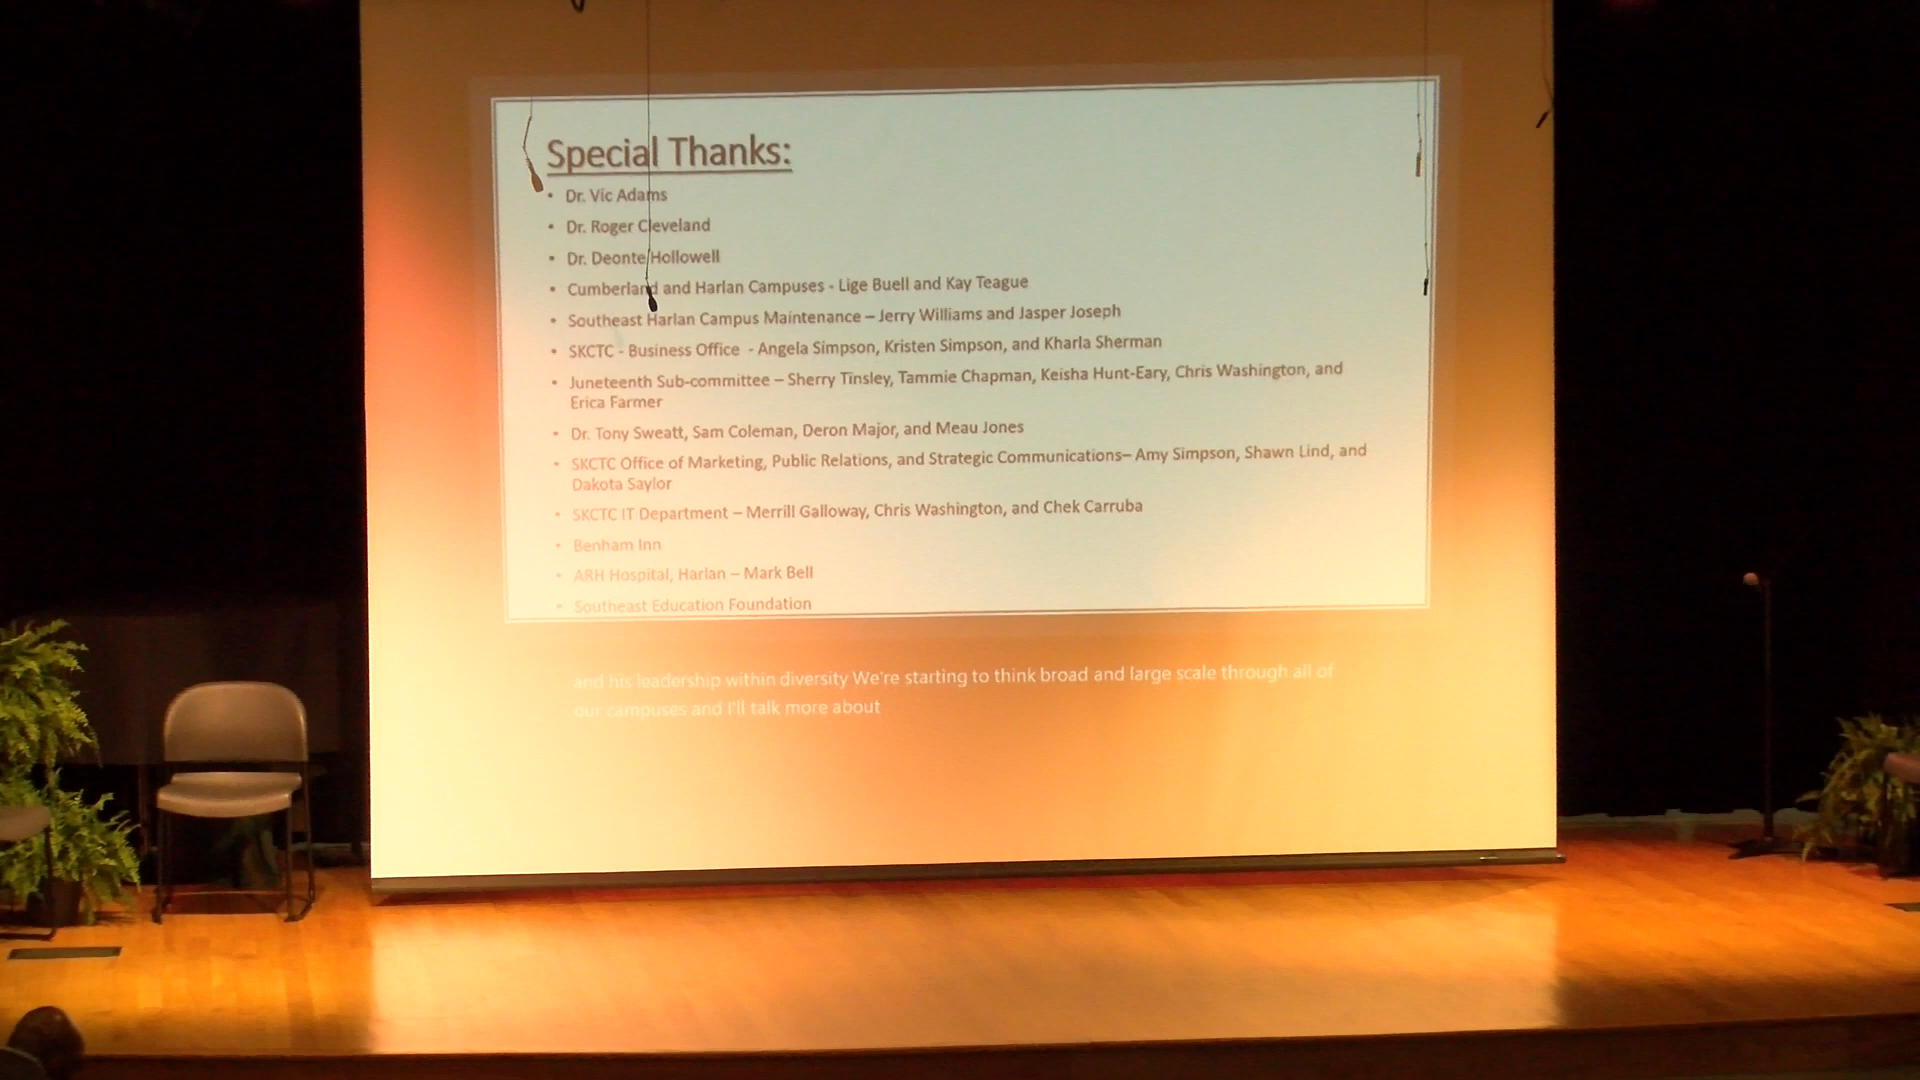 Special Thanks:
• Dr. Vic Adams
• Dr. Roger Cleveland
• Dr. Deonte Hollowell
• Cumberland and Harlan Campuses - Lige Buell and Kay Teague
• Southeast Harlan Campus Maintenance – Jerry Williams and Jasper Joseph
• SKCTC - Business Office - Angela Simpson, Kristen Simpson, and Kharla Sherman
• Juneteenth Sub-committee – Sherry Tinsley, Tammie Chapman, Keisha Hunt-Eary, Chris Washington, and
Erica Farmer
• Dr. Tony Sweatt, Sam Coleman, Deron Major, and Meau Jones
• SKCTC Office of Marketing, Public Relations, and Strategic Communications– Amy Simpson, Shawn Lind, and
Dakota Saylor
• SKCTC IT Department – Merrill Galloway, Chris Washington, and Chek Carruba
• Benham Inn
• ARH Hospital, Harlan – Mark Bell
• Southeast Education Foundation
and his leadership within diversity We're starting to think broad and large scale through all of
our campuses and I'll talk more about